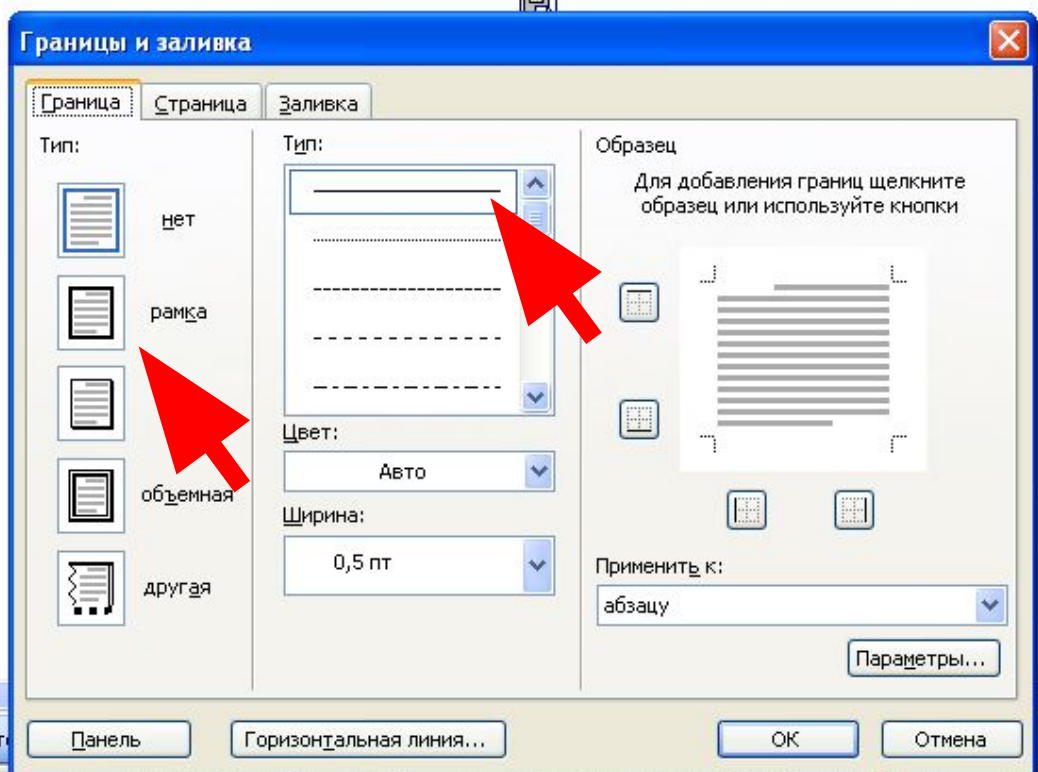 Границы и заливка
Граница
Страница
Заливка
Тип:
нет
рамка
объемная
другая
Тип:
Цвет:
Авто
Ширина:
0,5 пт
Образец
Для добавления границ щелкните
образец или используйте кнопки
Применить к:
абзацу
Параметры...
Панель
Горизонтальная линия...
ОК
Отмена